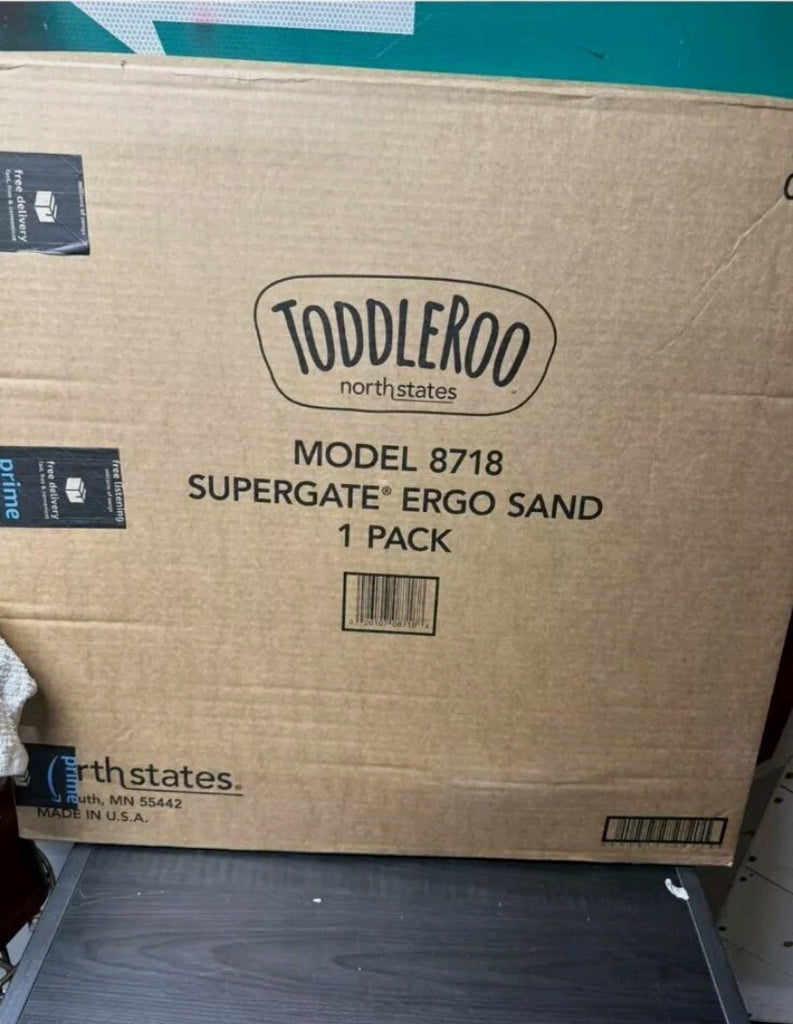 free delivery
TODDLEROO
northstates
MODEL 8718
SUPERGATE® ERGO SAND
1 PACK
prime
free delivery
free listening
prime
rthstates.
uth, MN 55442
MADE IN U.S.A.